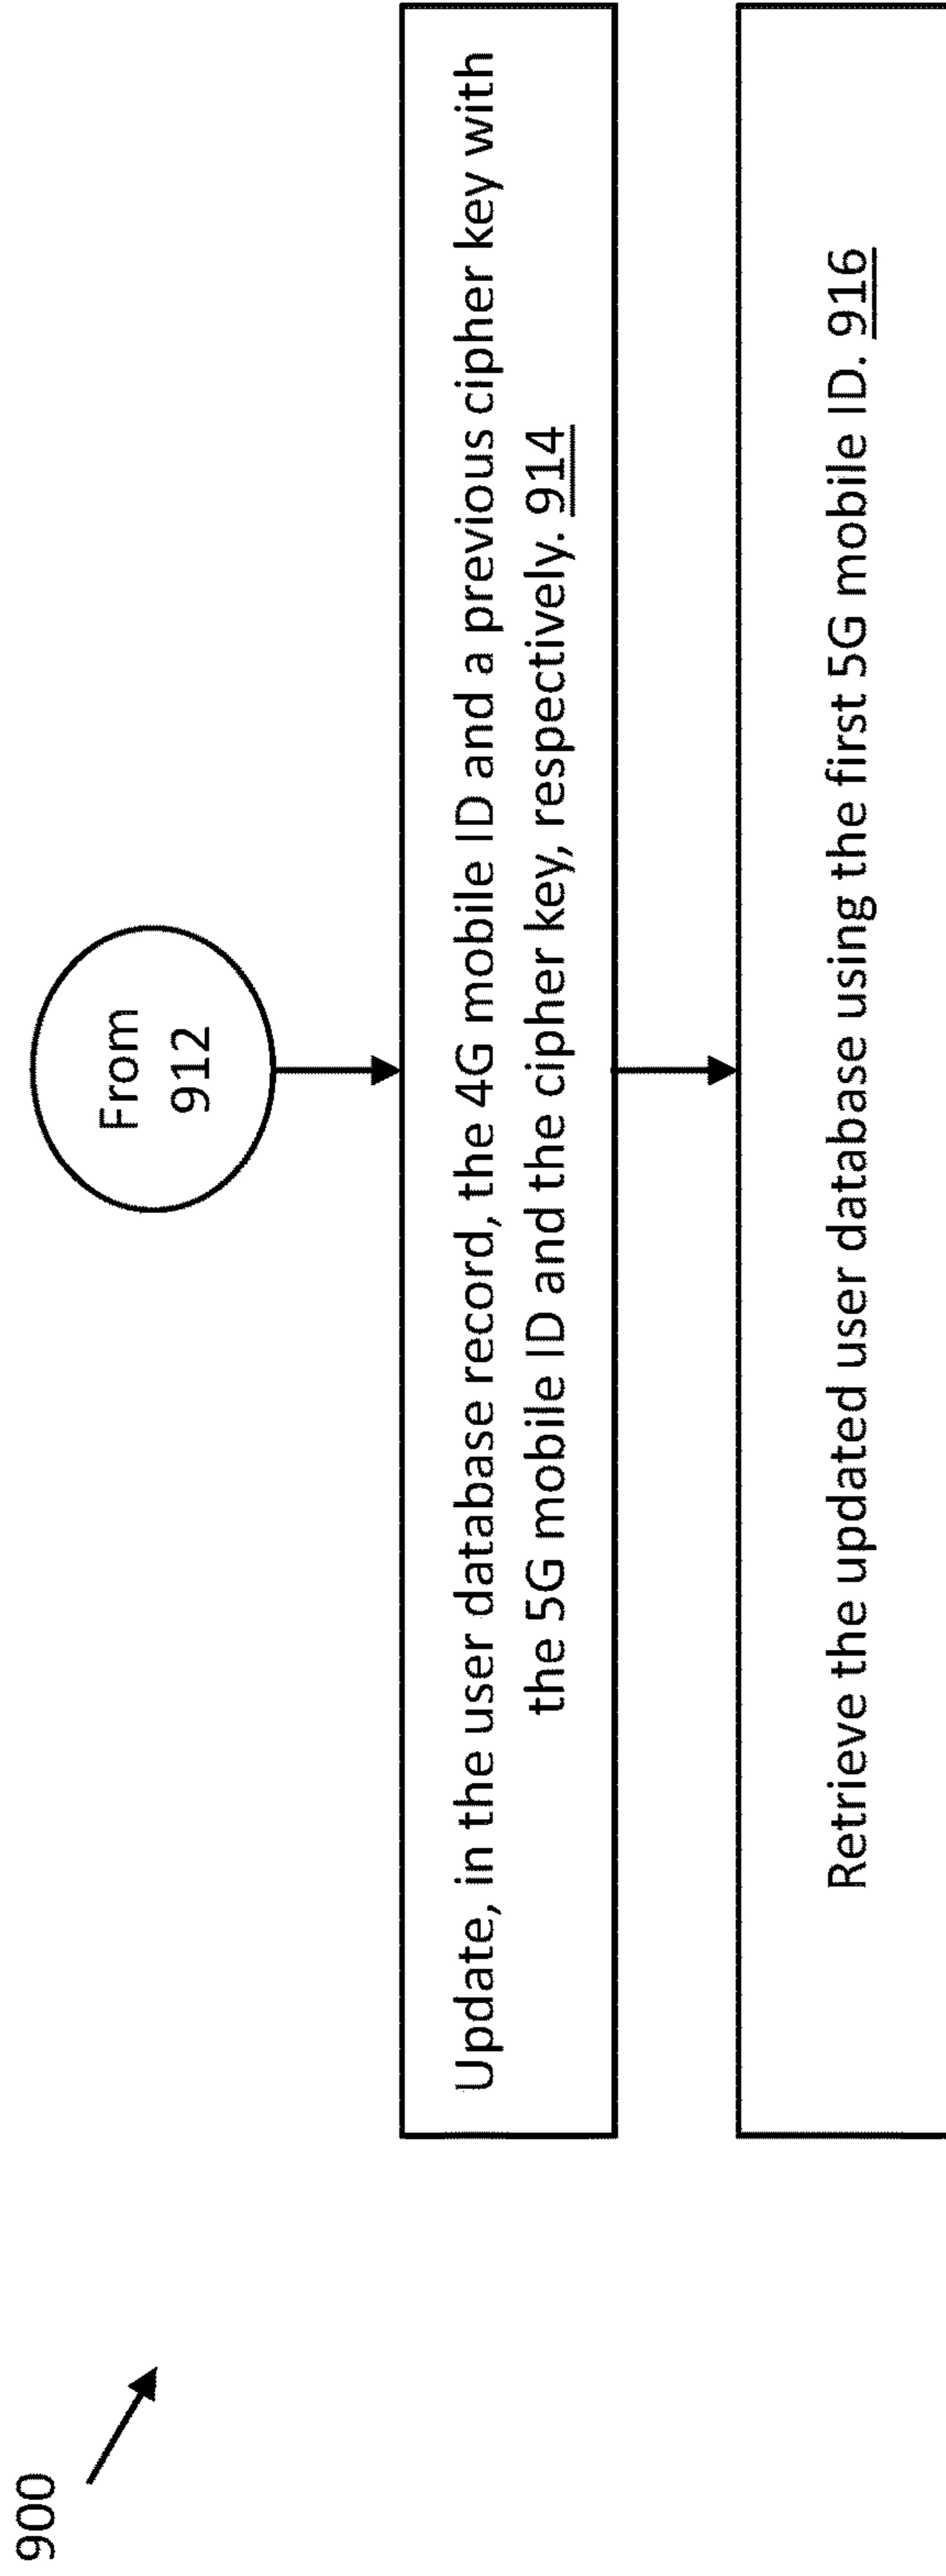 900
From
912
Update, in the user database record, the 4G mobile ID and a previous cipher key with
the 5G mobile ID and the cipher key, respectively. 914
Retrieve the updated user database using the first 5G mobile ID. 916